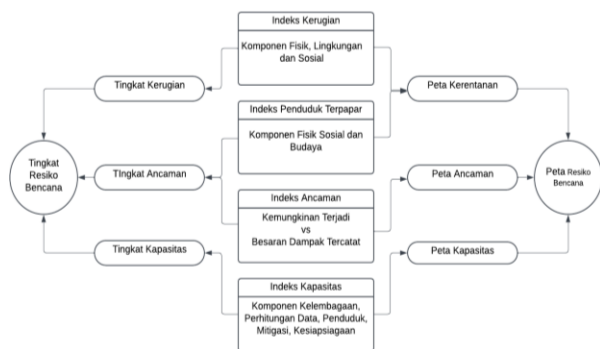 Indeks Kerugian
Komponen Fisik, Lingkungan
dan Sosial
Tingkat Kerugian
Peta Kerentanan
Indeks Penduduk Terpapar
Komponen Fisik Sosial dan
Budaya
Tingkat
Resiko
Bencana
TIngkat Ancaman
Peta Ancaman
Peta Resiko
Bencana
Indeks Ancaman
Kemungkinan Terjadi
vs
Besaran Dampak Tercatat
Tingkat Kapasitas
Peta Kapasitas
Indeks Kapasitas
Komponen Kelembagaan,
Perhitungan Data, Penduduk,
Mitigasi, Kesiapsiagaan